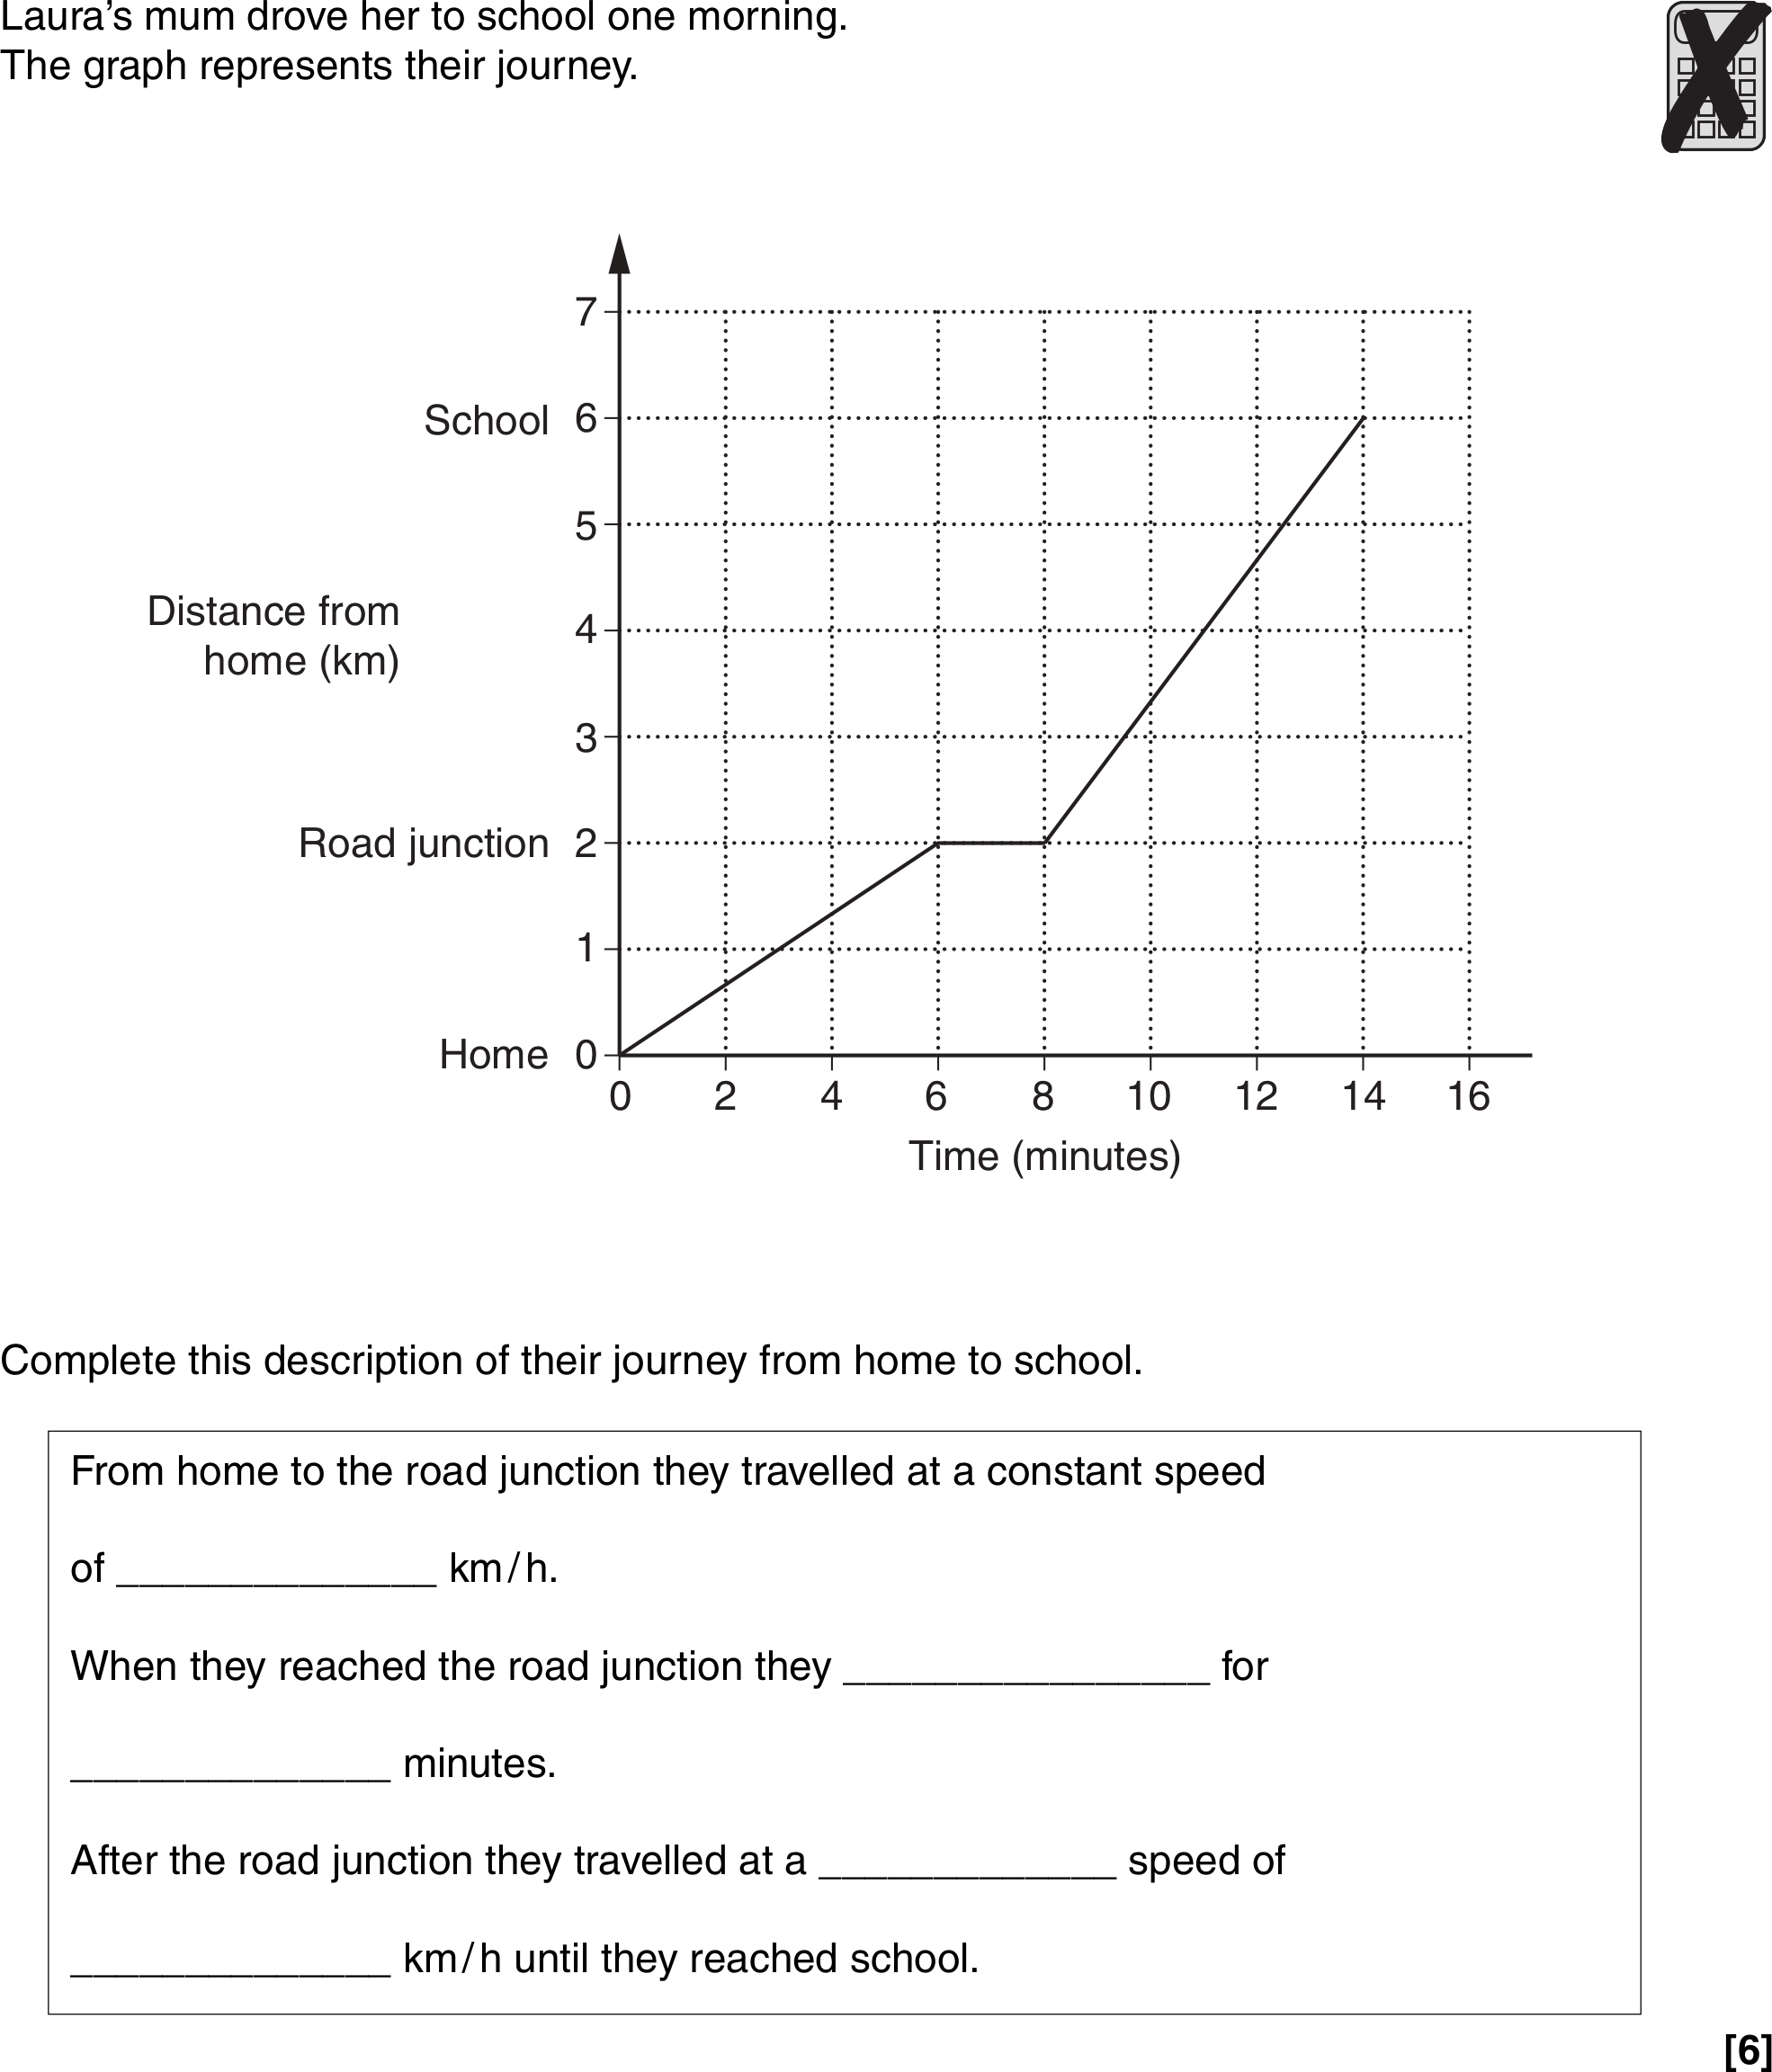 Laura’s mum drove her to school one morning.
The graph represents their journey.
7
School 6
5
Distance from
home (km)
4
3
Road junction 2
1
Home 0
0 2 4 6 8 10 12 14 16
Time (minutes)
Complete this description of their journey from home to school.
From home to the road junction they travelled at a constant speed
of ______________ km/h.
When they reached the road junction they ________________ for
______________ minutes.
After the road junction they travelled at a _____________ speed of
______________ km/h until they reached school.
[6]